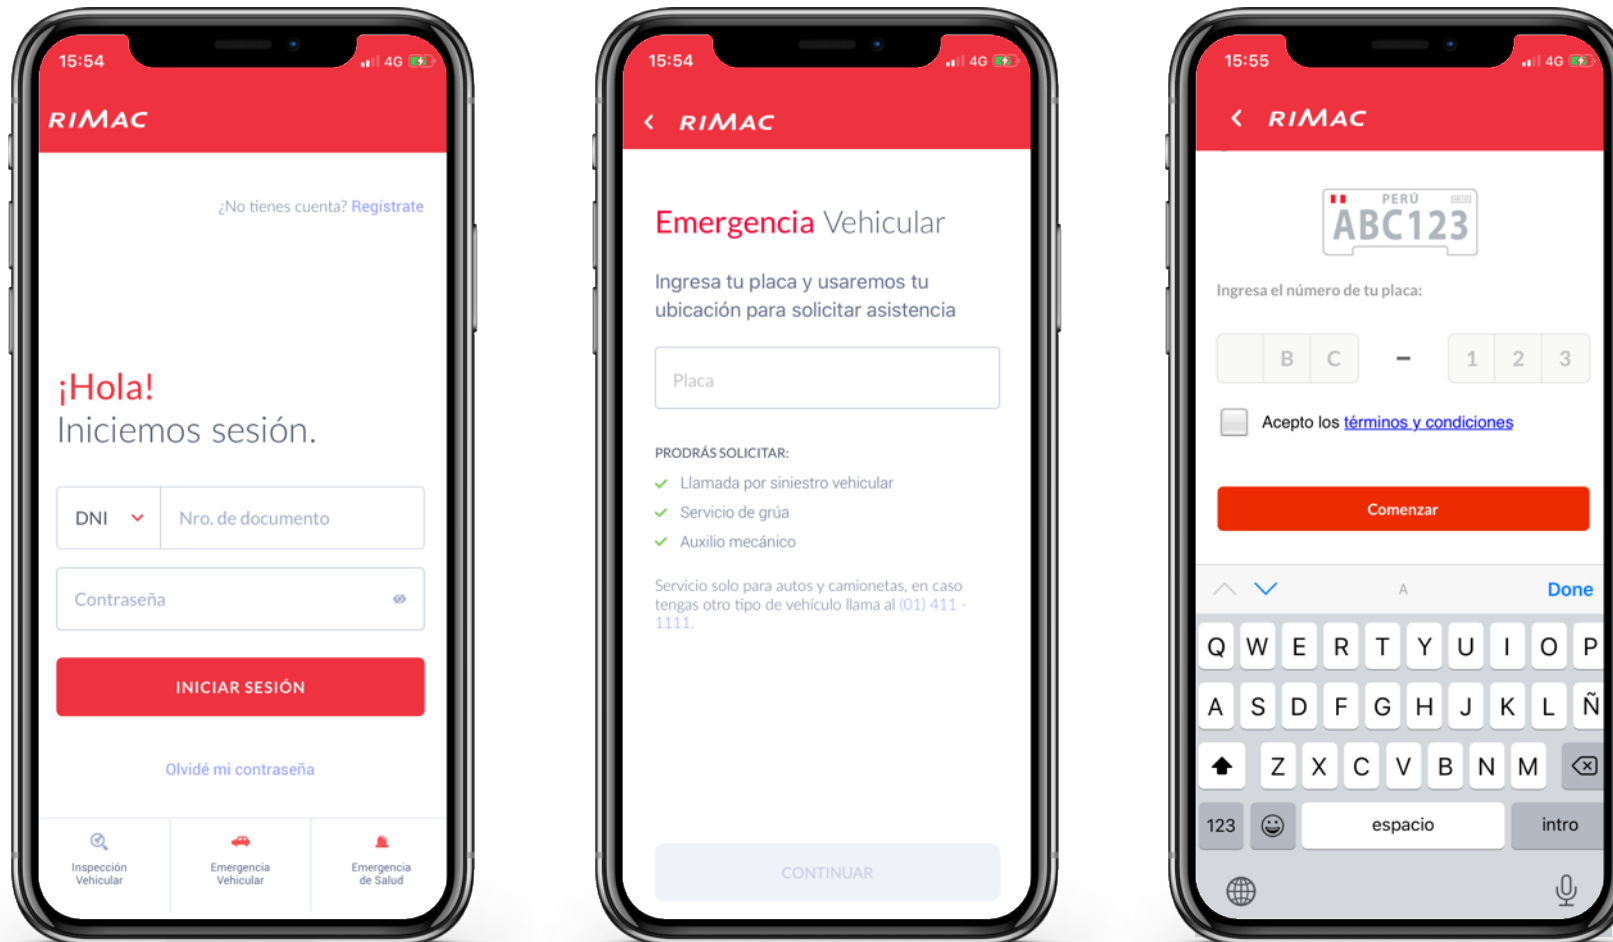 15:54
4G
RIMAC
¿No tienes cuenta? Regístrate
¡Hola!
Iniciemos sesión.
DNI
Nro. de documento
Contraseña
INICIAR SESIÓN
Olvidé mi contraseña
Inspección
Vehicular
Emergencia
Vehicular
Emergencia
de Salud
15:54
4G
RIMAC
Emergencia Vehicular
Ingresa tu placa y usaremos tu
ubicación para solicitar asistencia
Placa
PRODRÁS SOLICITAR:
Llamada por siniestro vehicular
Servicio de grúa
Auxilio mecánico
Servicio solo para autos y camionetas, en caso
tengas otro tipo de vehículo llama al (01) 411 -
1111.
CONTINUAR
15:55
4G
RIMAC
PERÚ
ABC123
Ingresa el número de tu placa:
B C - 1 2 3
Acepto los términos y condiciones
Comenzar
A
Done
Q W E R T Y U I O P
A S D F G H J K L Ñ
Z X C V B N M
123
espacio
intro